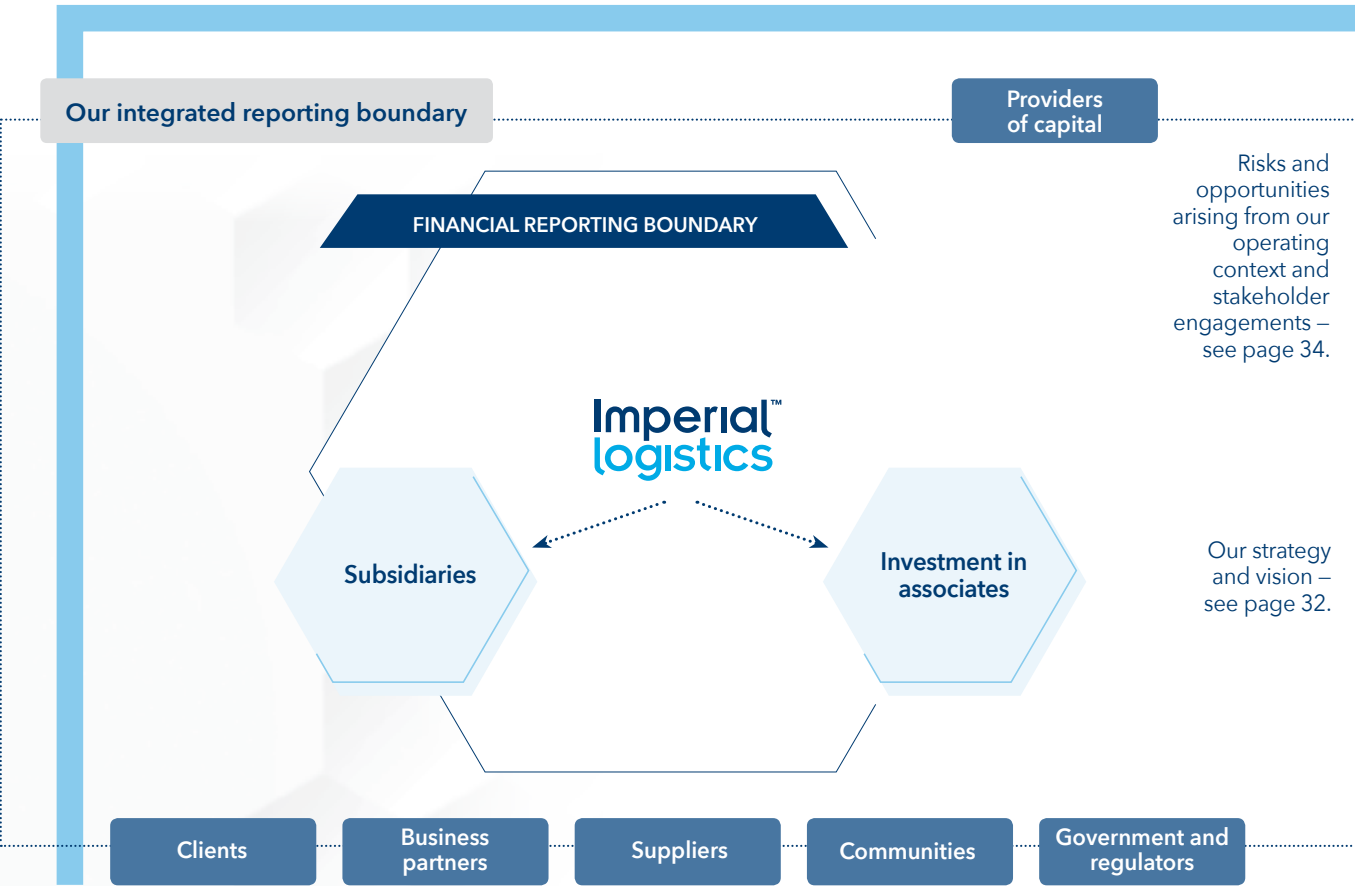 Our integrated reporting boundary
Providers
of capital
Risks and
opportunities
arising from our
operating
context and
stakeholder
engagements –
see page 34.
FINANCIAL REPORTING BOUNDARY
Imperial™
logistics
Subsidiaries
Investment in
associates
Our strategy
and vision –
see page 32.
Clients
Business
partners
Suppliers
Communities
Government and
regulators